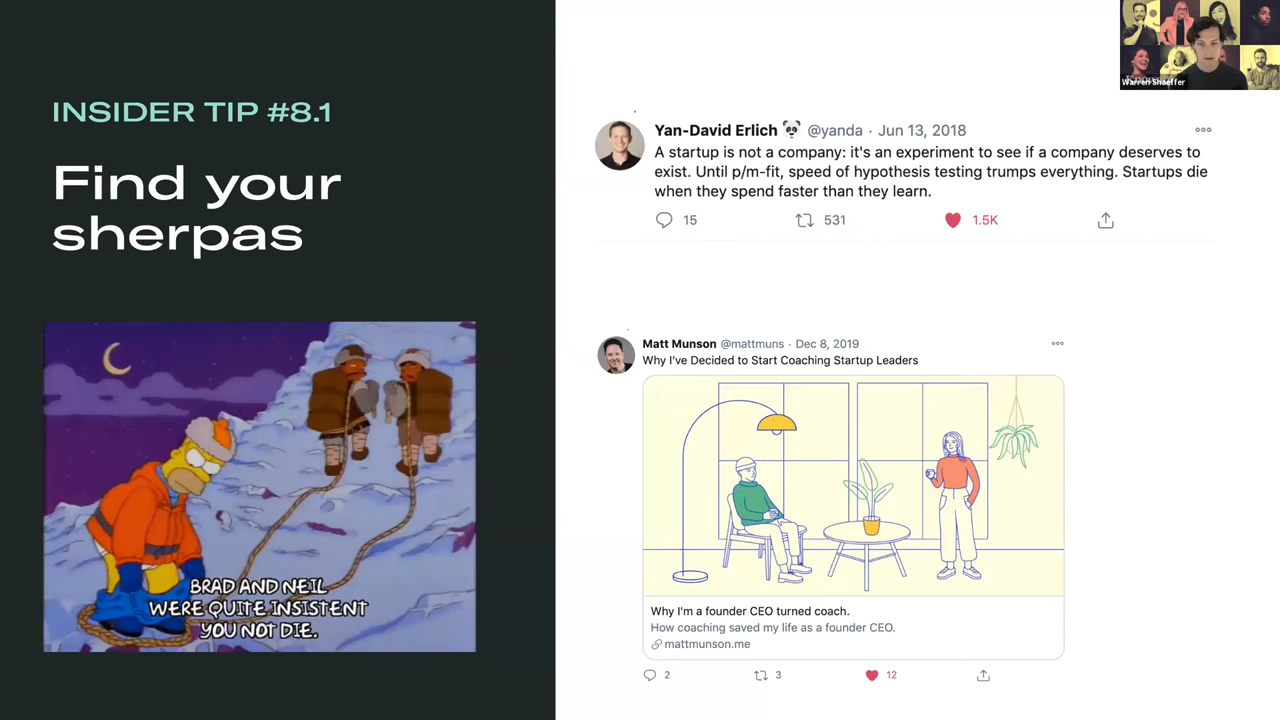 INSIDER TIP #8.1
Find your
sherpas
BRAD AND NEIL
WERE QUITE INSISTENT
YOU NOT DIE.
Yan-David Erlich 🐼 @yanda · Jun 13, 2018
A startup is not a company: it's an experiment to see if a company deserves to
exist. Until p/m-fit, speed of hypothesis testing trumps everything. Startups die
when they spend faster than they learn.
15 531 1.5K
Matt Munson @mattmuns · Dec 8, 2019
Why I've Decided to Start Coaching Startup Leaders
Why I'm a founder CEO turned coach.
How coaching saved my life as a founder CEO.
mattmunson.me
2 3 12
Warren Shaeffer